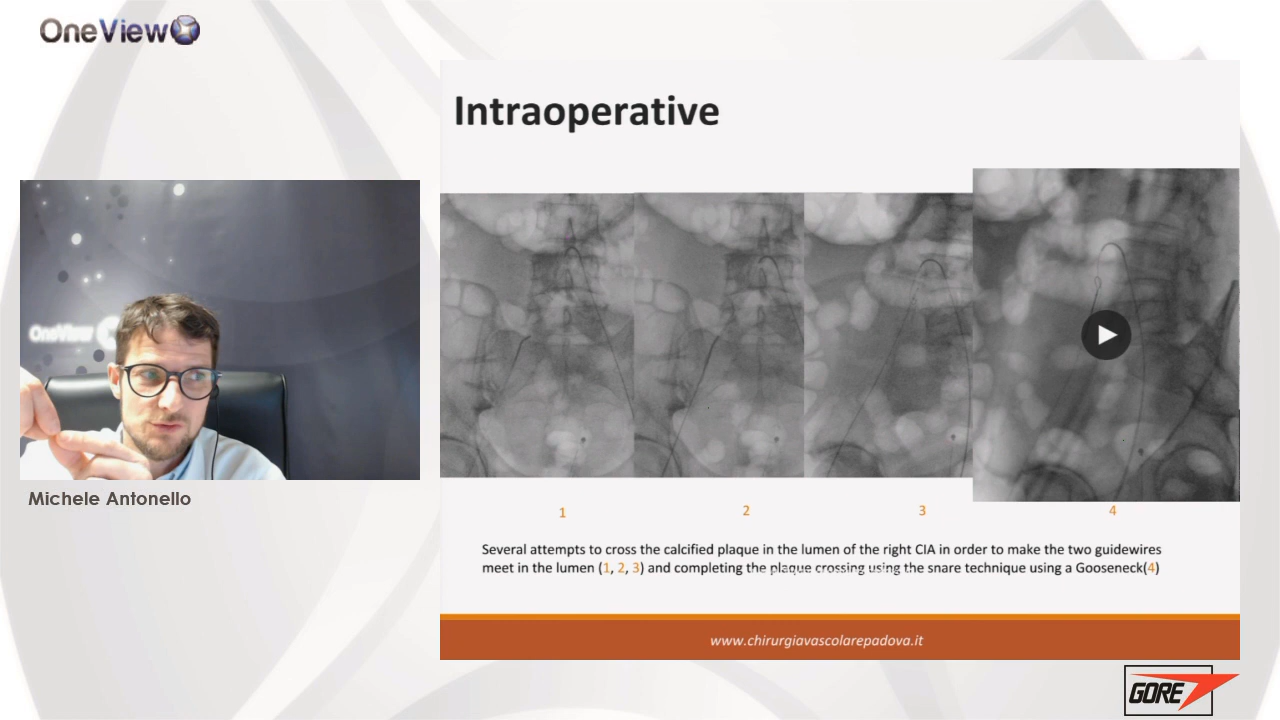 OneView
Intraoperative
OneView
Michele Antonello
1
2
3
4
Several attempts to cross the calcified plaque in the lumen of the right CIA in order to make the two guidewires
meet in the lumen (1, 2, 3) and completing the plaque crossing using the snare technique using a Gooseneck(4)
www.chirurgiavascolarepadova.it
GORE